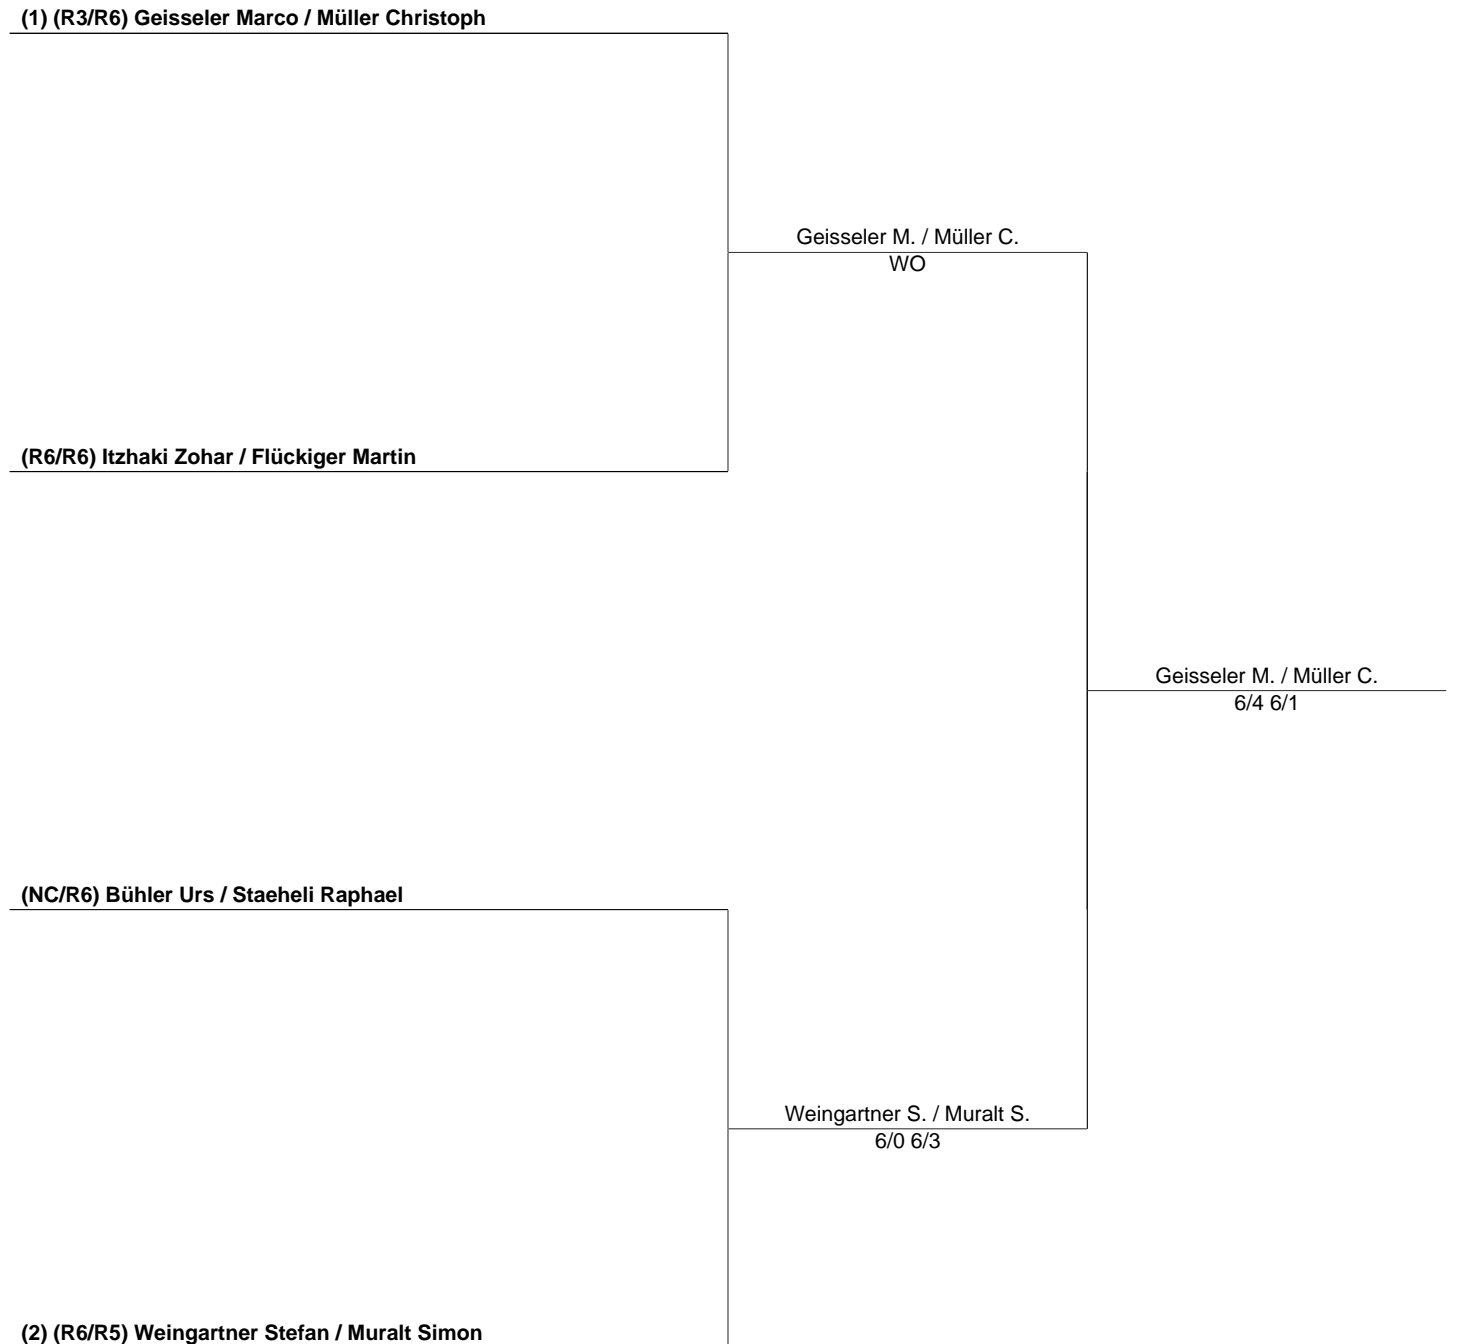 (1) (R3/R6) Geisseler Marco / Müller Christoph
Geisseler M. / Müller C.
WO
(R6/R6) Itzhaki Zohar / Flückiger Martin
Geisseler M. / Müller C.
6/4 6/1
(NC/R6) Bühler Urs / Staeheli Raphael
Weingartner S. / Muralt S.
6/0 6/3
(2) (R6/R5) Weingartner Stefan / Muralt Simon